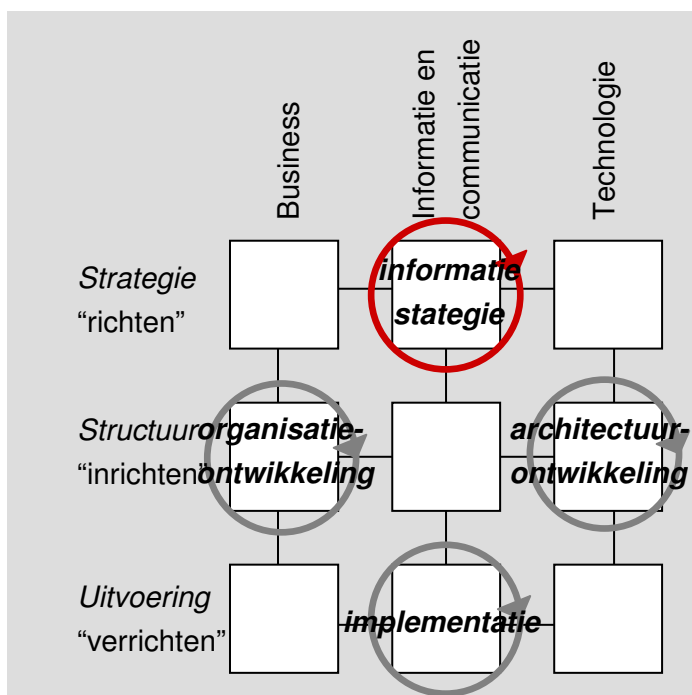 Business
Informatie en
communicatie
Technologie
Strategie
“richten”
informatie
stategie
Structuur
“inrichten”
organisatie-
ontwikkeling
architectuur-
ontwikkeling
Uitvoering
“verrichten”
implementatie